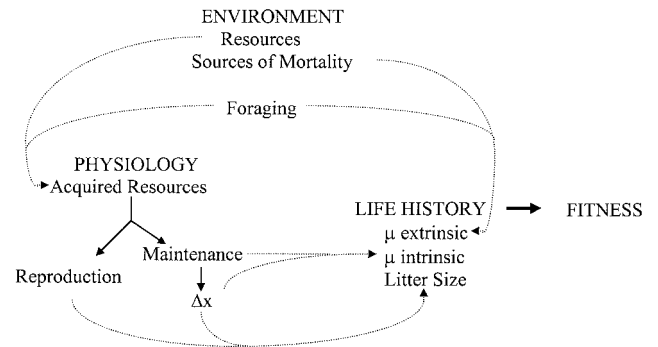 ENVIRONMENT
Resources
Sources of Mortality
Foraging
PHYSIOLOGY
Acquired Resources
Reproduction
Maintenance
Δx
LIFE HISTORY
μ extrinsic
μ intrinsic
Litter Size
FITNESS